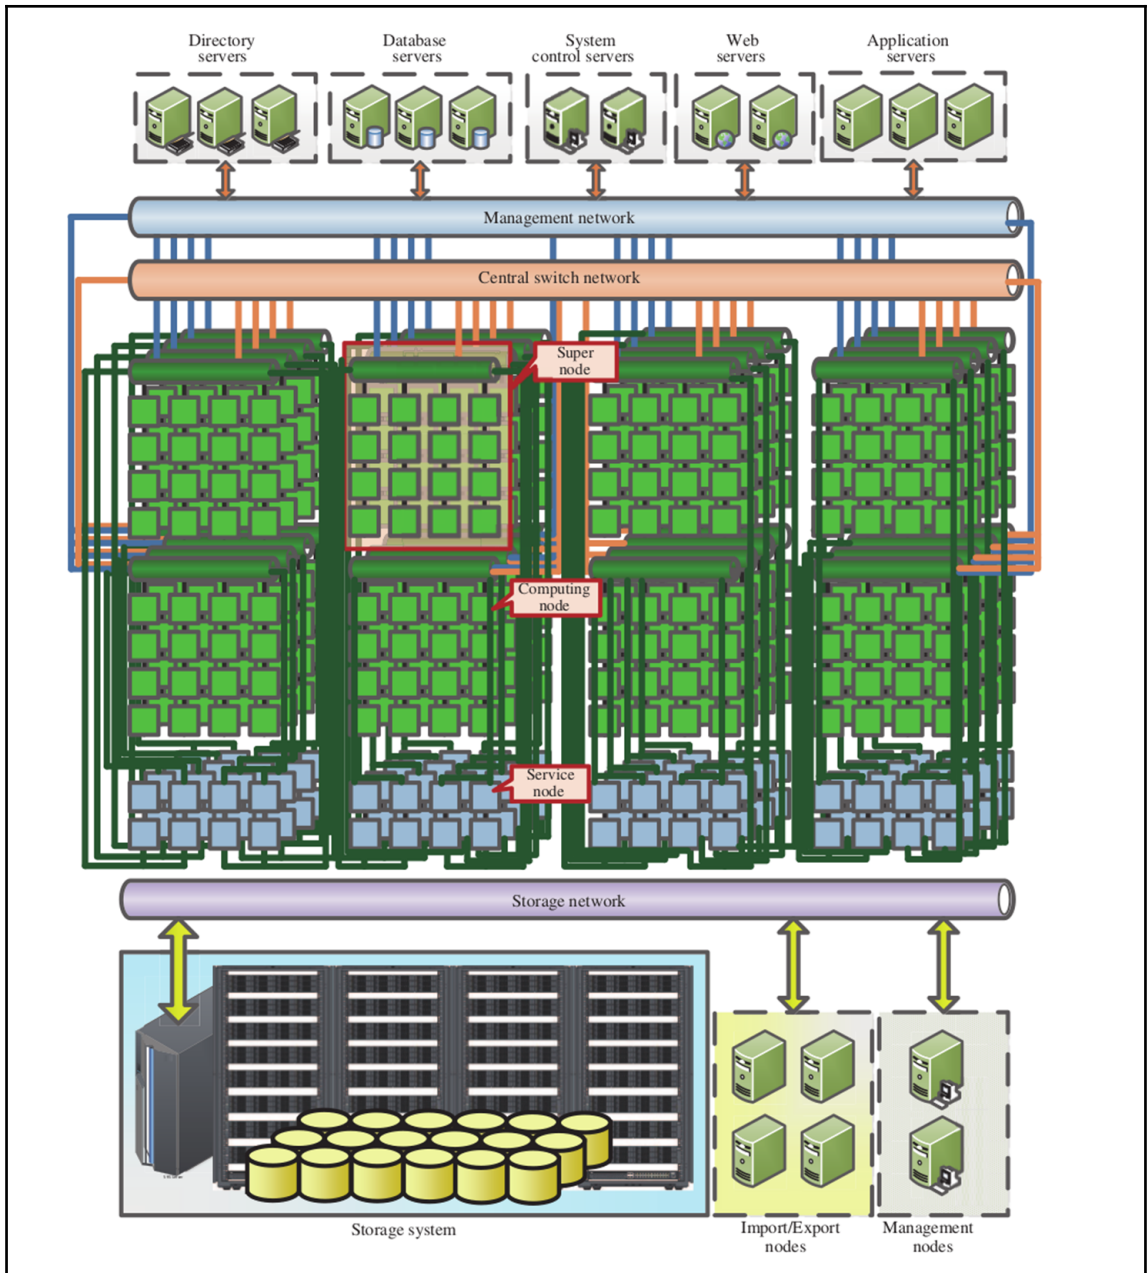 Directory
servers
Database
servers
System
control servers
Web
servers
Application
servers
Management network
Central switch network
Super
node
Computing
node
Service
node
Storage network
Storage system
Import/Export
nodes
Management
nodes